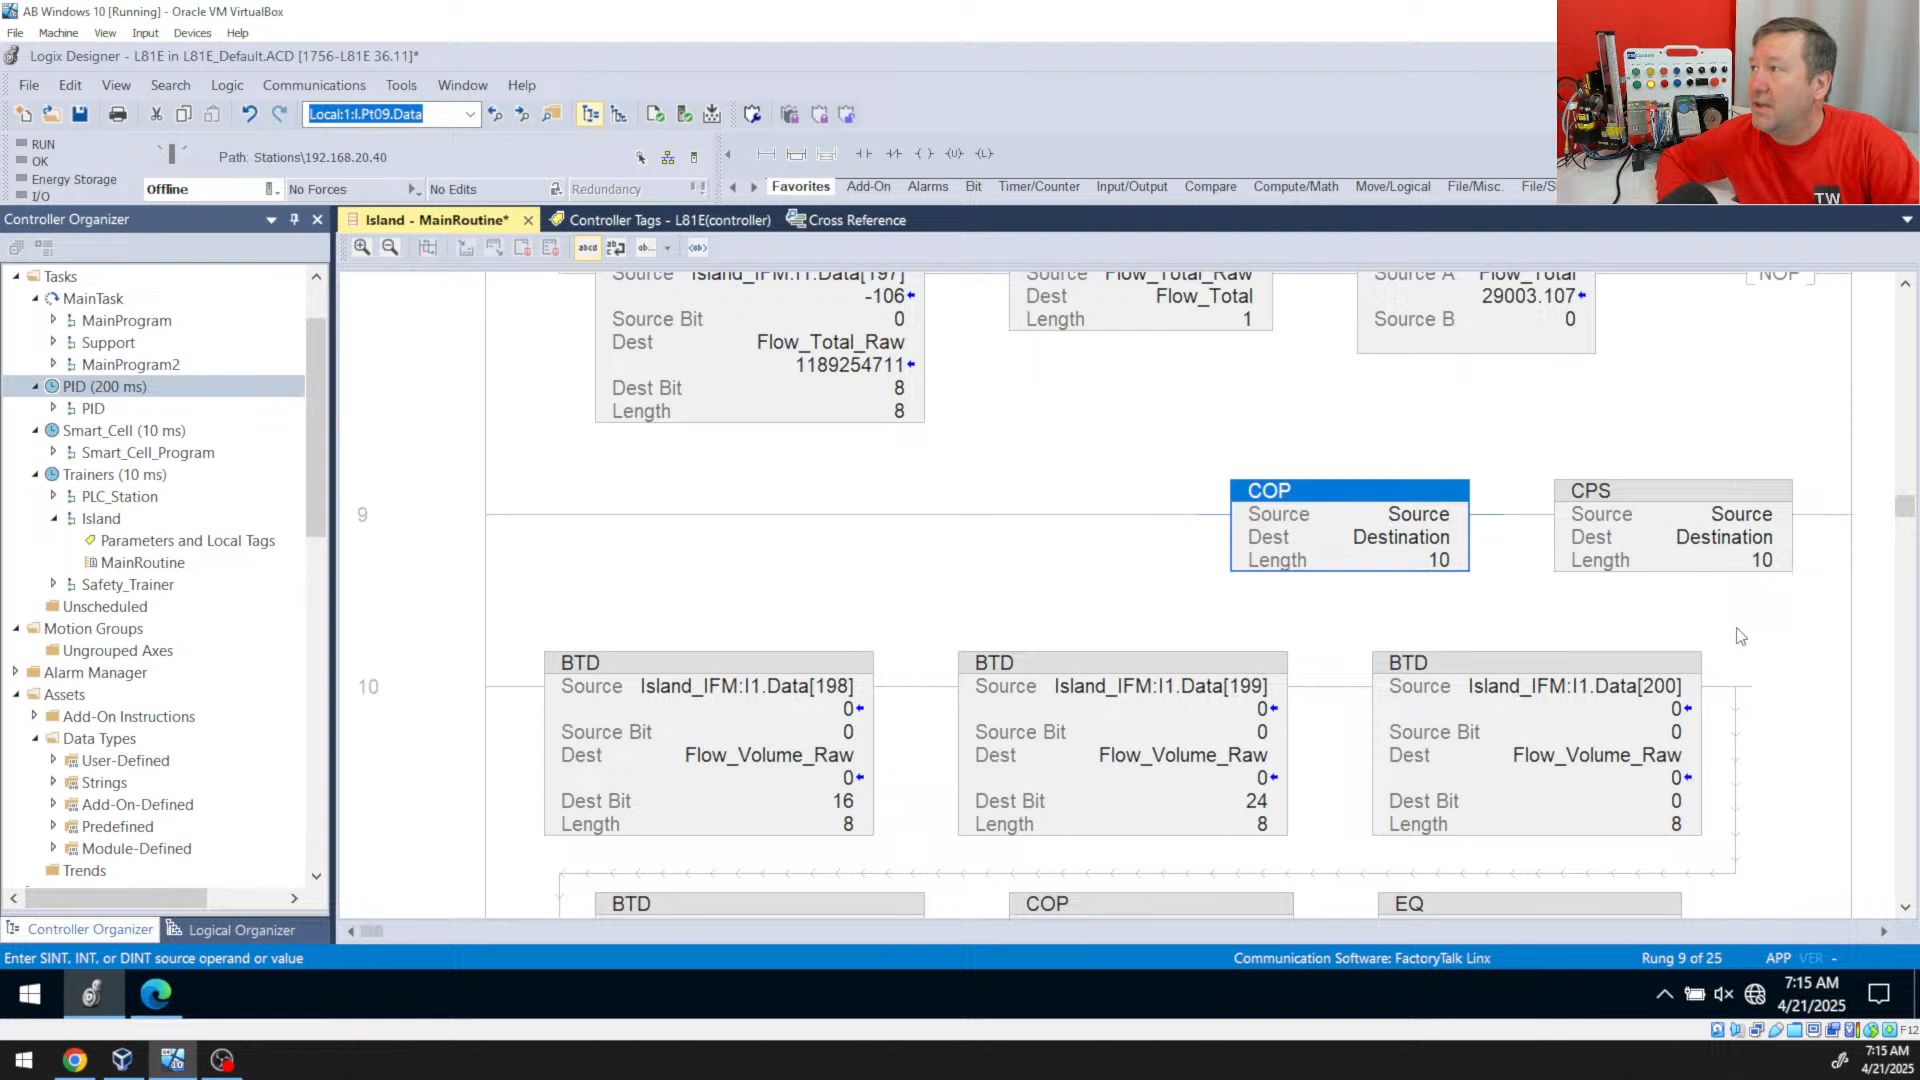 AB Windows 10 [Running] - Oracle VM VirtualBox
File Machine View Input Devices Help
Logix Designer - L81E in L81E_Default.ACD [1756-L81E 36.11]*
File Edit View Search Logic Communications Tools Window Help
Local:1:I.Pt09.Data
RUN
OK
Energy Storage
I/O
Path: Stations\192.168.20.40
Offline No Forces No Edits Redundancy
Favorites Add-On Alarms Bit Timer/Counter Input/Output Compare Compute/Math Move/Logical File/Misc. File/S
TW
Controller Organizer
Island - MainRoutine* Controller Tags - L81E(controller) Cross Reference
Tasks
MainTask
MainProgram
Support
MainProgram2
PID (200 ms)
PID
Smart_Cell (10 ms)
Smart_Cell_Program
Trainers (10 ms)
PLC_Station
Island
Parameters and Local Tags
MainRoutine
Safety_Trainer
Unscheduled
Motion Groups
Ungrouped Axes
Alarm Manager
Assets
Add-On Instructions
Data Types
User-Defined
Strings
Add-On-Defined
Predefined
Module-Defined
Trends
Controller Organizer Logical Organizer
Source Island_IFM:I1.Data[197]
-106
Source Bit 0
Dest Flow_Total_Raw
1189254711
Dest Bit 8
Length 8
Source Flow_Total_Raw
Dest Flow_Total
Length 1
Source A Flow_Total
29003.107
Source B 0
NOP
9
COP
Source Source
Dest Destination
Length 10
CPS
Source Source
Dest Destination
Length 10
10
BTD
Source Island_IFM:I1.Data[198]
0
Source Bit 0
Dest Flow_Volume_Raw
0
Dest Bit 16
Length 8
BTD
Source Island_IFM:I1.Data[199]
0
Source Bit 0
Dest Flow_Volume_Raw
0
Dest Bit 24
Length 8
BTD
Source Island_IFM:I1.Data[200]
0
Source Bit 0
Dest Flow_Volume_Raw
0
Dest Bit 0
Length 8
BTD
COP
EQ
Enter SINT, INT, or DINT source operand or value
Communication Software: FactoryTalk Linx
Rung 9 of 25
APP VER
7:15 AM
4/21/2025
F12
7:15 AM
4/21/2025